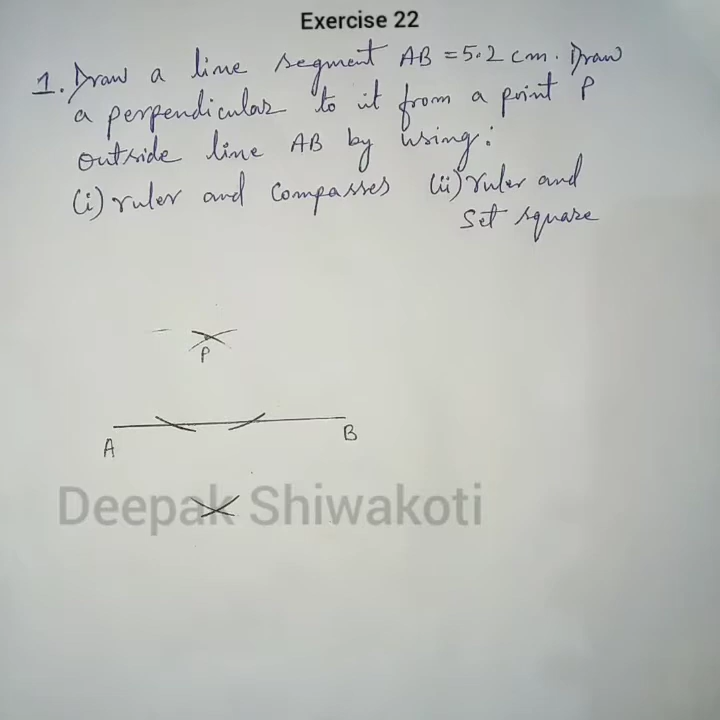 Exercise 22
1. Draw a line segment AB = 5.2 cm. Draw
a perpendicular to it from a point P
outside line AB by using:
(i) ruler and compasses (ii) ruler and
set square
P
A
B
Deepak Shiwakoti